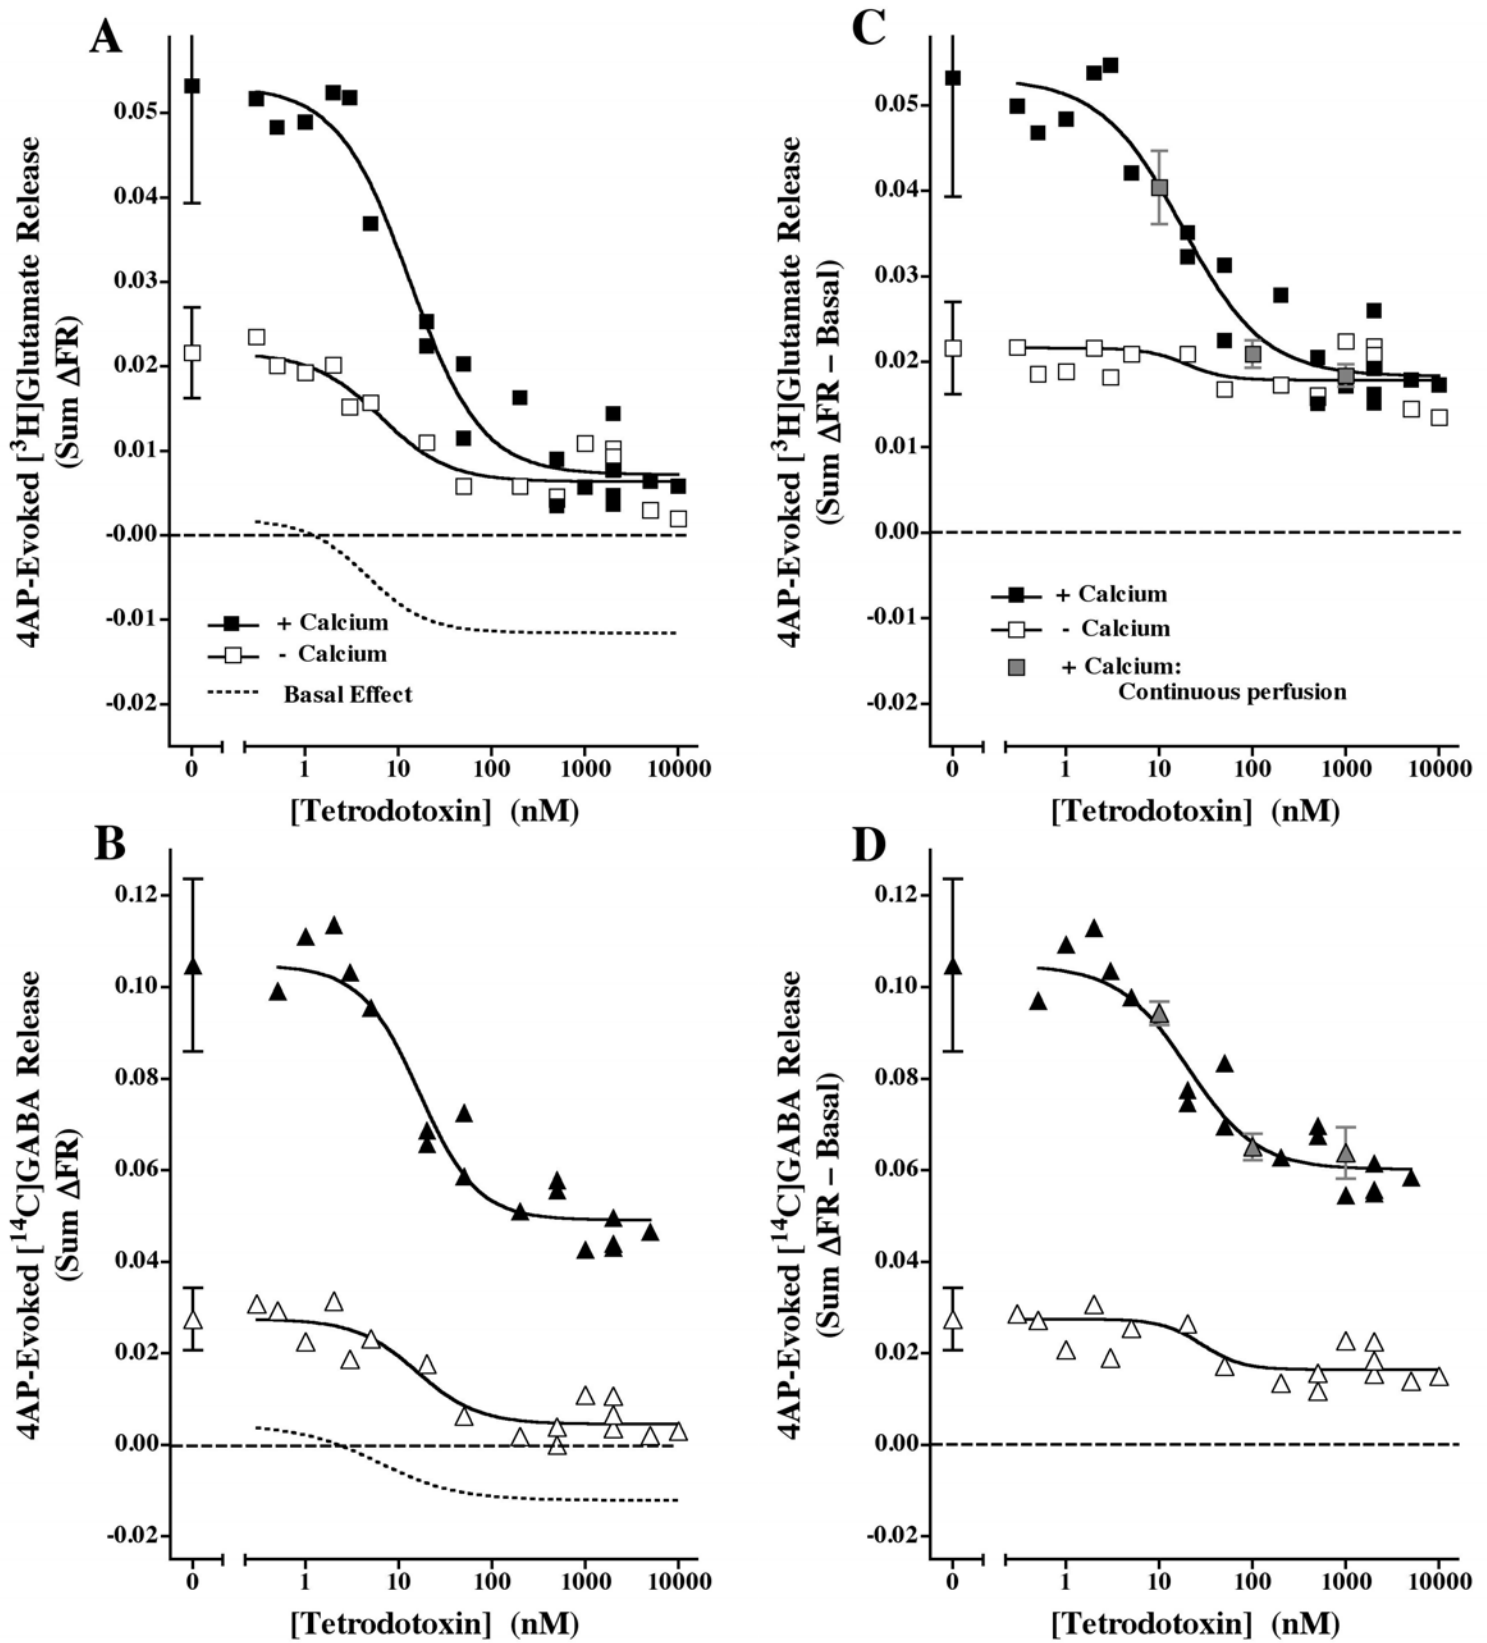 A
4AP-Evoked [³H]Glutamate Release
(Sum ΔFR)
0.05
0.04
0.03
0.02
0.01
-0.00
-0.01
-0.02
+ Calcium
- Calcium
Basal Effect
0 1 10 100 1000 10000
[Tetrodotoxin] (nM)
C
4AP-Evoked [³H]Glutamate Release
(Sum ΔFR – Basal)
0.05
0.04
0.03
0.02
0.01
0.00
-0.01
-0.02
+ Calcium
- Calcium
+ Calcium:
Continuous perfusion
0 1 10 100 1000 10000
[Tetrodotoxin] (nM)
B
4AP-Evoked [¹⁴C]GABA Release
(Sum ΔFR)
0.12
0.10
0.08
0.06
0.04
0.02
0.00
-0.02
0 1 10 100 1000 10000
[Tetrodotoxin] (nM)
D
4AP-Evoked [¹⁴C]GABA Release
(Sum ΔFR – Basal)
0.12
0.10
0.08
0.06
0.04
0.02
0.00
-0.02
0 1 10 100 1000 10000
[Tetrodotoxin] (nM)